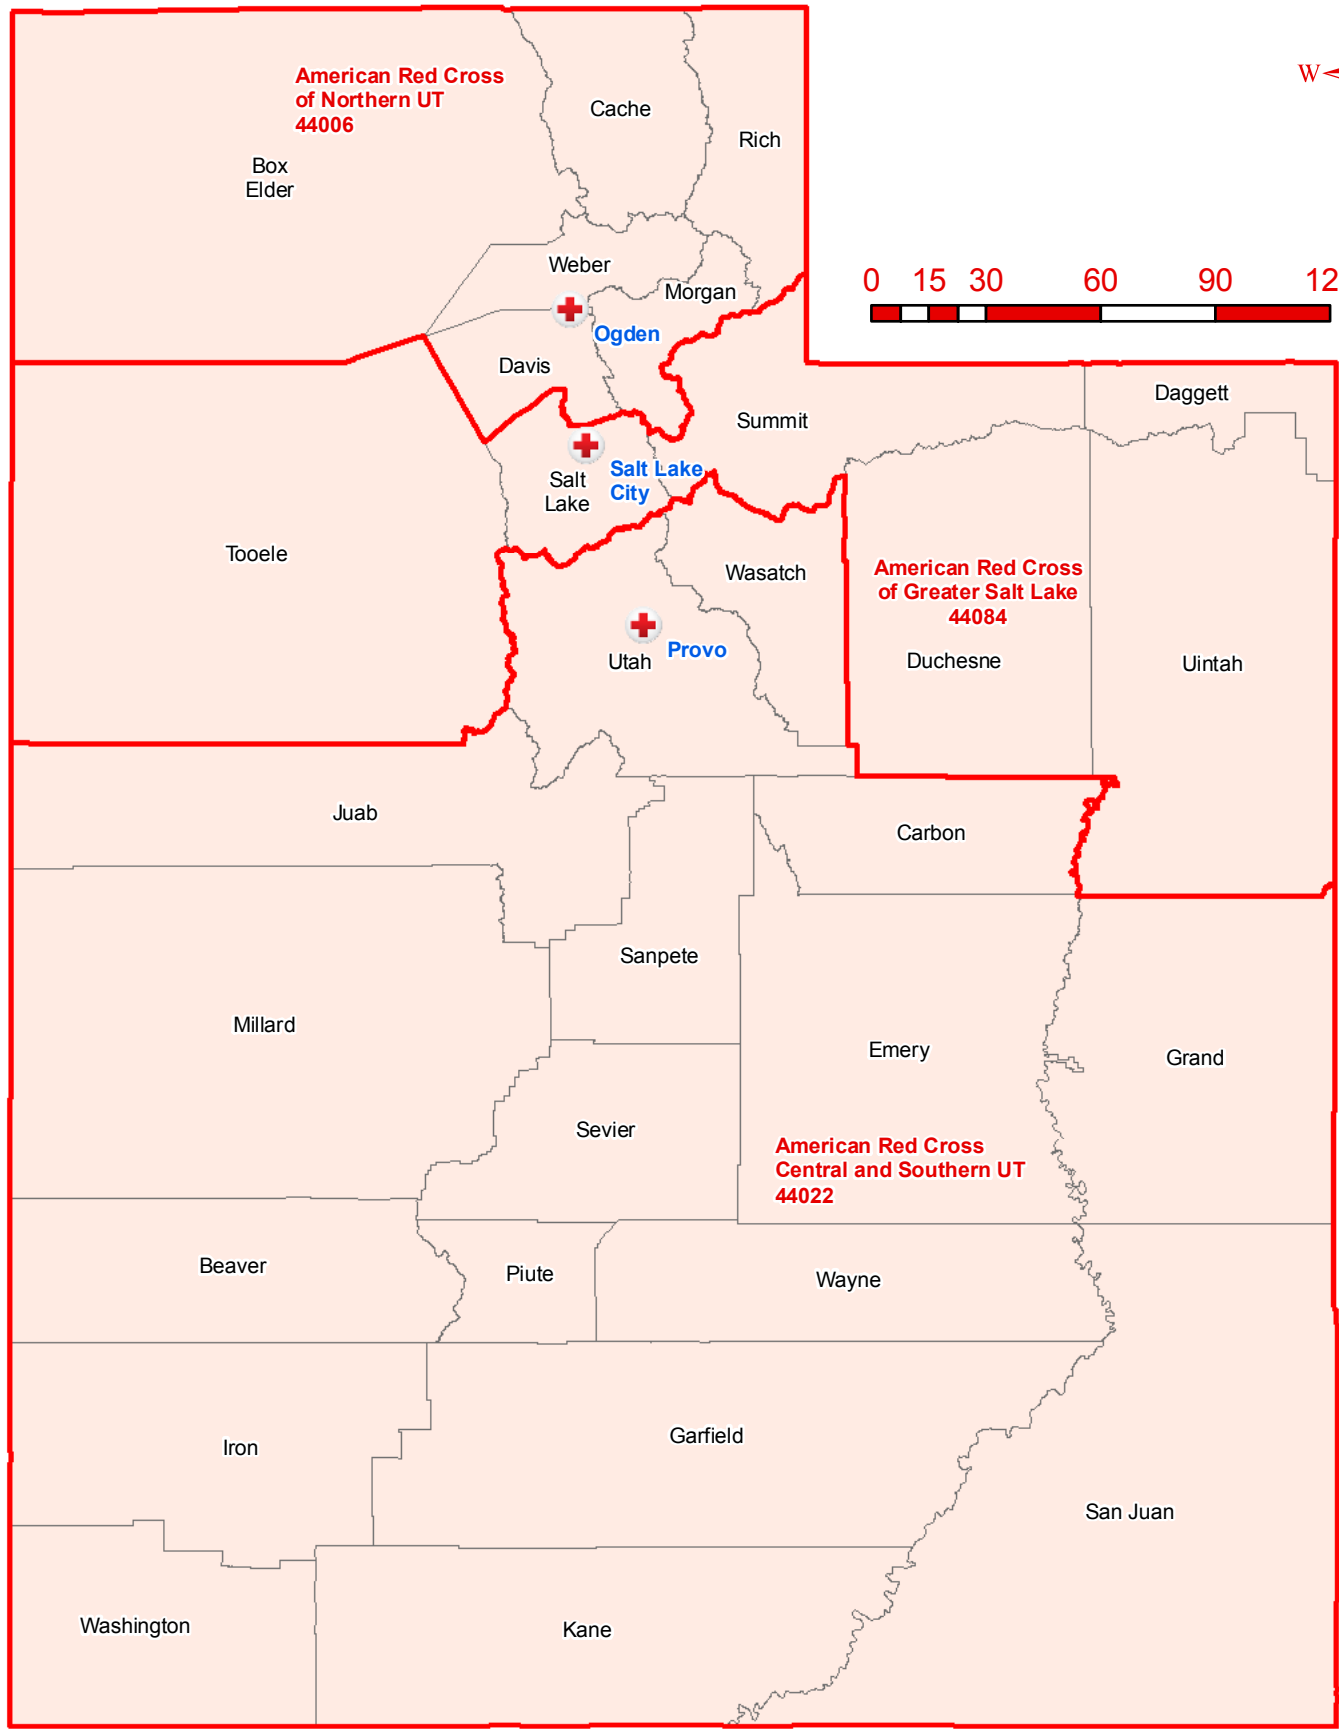 American Red Cross
of Northern UT
44006
W
Cache
Rich
Box
Elder
Weber
Morgan
0 15 30 60 90 12
Ogden
Davis
Daggett
Summit
Salt Lake
City
Salt
Lake
Tooele
Wasatch
American Red Cross
of Greater Salt Lake
44084
Provo
Utah
Duchesne
Uintah
Juab
Carbon
Sanpete
Millard
Emery
Grand
Sevier
American Red Cross
Central and Southern UT
44022
Beaver
Piute
Wayne
Garfield
Iron
San Juan
Washington
Kane